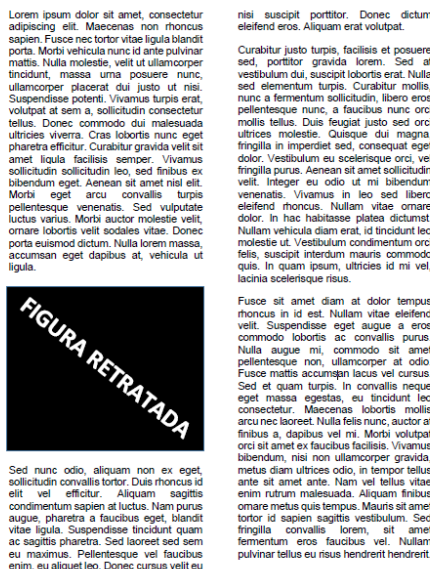 Lorem ipsum dolor sit amet, consectetur
adipiscing elit. Maecenas non rhoncus
sapien. Fusce nec tortor vitae ligula blandit
porta. Morbi vehicula nunc id ante pulvinar
mattis. Nulla molestie, velit ut ullamcorper
tincidunt, massa urna posuere nunc,
ullamcorper placerat dui justo ut nisi.
Suspendisse potenti. Vivamus turpis erat,
volutpat at sem a, sollicitudin consectetur
tellus. Donec commodo dui malesuada
ultricies viverra. Cras lobortis nunc eget
pharetra efficitur. Curabitur gravida velit sit
amet ligula facilisis semper. Vivamus
sollicitudin sollicitudin leo, sed finibus ex
bibendum eget. Aenean sit amet nisl elit.
Morbi eget arcu convallis turpis
pellentesque venenatis. Sed vulputate
luctus varius. Morbi auctor molestie velit,
ornare lobortis velit sodales vitae. Donec
porta euismod dictum. Nulla lorem massa,
accumsan eget dapibus at, vehicula ut
ligula.
FIGURA RETRATADA
Sed nunc odio, aliquam non ex eget,
sollicitudin convallis tortor. Duis rhoncus id
elit vel efficitur. Aliquam sagittis
condimentum sapien at luctus. Nam purus
augue, pharetra a faucibus eget, blandit
vitae ligula. Suspendisse tincidunt quam
ac sagittis pharetra. Sed laoreet sed sem
eu maximus. Pellentesque vel faucibus
enim, eu aliquet leo. Donec cursus velit eu
nisi suscipit porttitor. Donec dictum
eleifend eros. Aliquam erat volutpat.
Curabitur justo turpis, facilisis et posuere
sed, porttitor gravida lorem. Sed at
vestibulum dui, suscipit lobortis erat. Nulla
sed elementum turpis. Curabitur mollis,
nunc a fermentum sollicitudin, libero eros
pellentesque nunc, a faucibus nunc orci
mollis tellus. Duis feugiat justo sed orci
ultrices molestie. Quisque dui magna,
fringilla in imperdiet sed, consequat eget
dolor. Vestibulum eu scelerisque orci, vel
fringilla purus. Aenean sit amet sollicitudin
velit. Integer eu odio ut mi bibendum
venenatis. Vivamus in leo sed libero
eleifend rhoncus. Nullam vitae ornare
dolor. In hac habitasse platea dictumst.
Nullam vehicula diam erat, id tincidunt leo
molestie ut. Vestibulum condimentum orci
felis, suscipit interdum mauris commodo
quis. In quam ipsum, ultricies id mi vel,
lacinia scelerisque risus.
Fusce sit amet diam at dolor tempus
rhoncus in id est. Nullam vitae eleifend
velit. Suspendisse eget augue a eros
commodo lobortis ac convallis purus.
Nulla augue mi, commodo sit amet
pellentesque non, ullamcorper at odio.
Fusce mattis accumsan lacus vel cursus.
Sed et quam turpis. In convallis neque
eget massa egestas, eu tincidunt leo
consectetur. Maecenas lobortis mollis
arcu nec laoreet. Nulla felis nunc, auctor at
finibus a, dapibus vel mi. Morbi volutpat
orci sit amet ex faucibus facilisis. Vivamus
bibendum, nisi non ullamcorper gravida,
metus diam ultrices odio, in tempor tellus
ante sit amet ante. Nam vel tellus vitae
enim rutrum malesuada. Aliquam finibus
ornare metus quis tempus. Mauris sit amet
tortor id sapien sagittis vestibulum. Sed
fringilla convallis lorem, sit amet
fermentum eros faucibus vel. Nullam
pulvinar tellus eu risus hendrerit hendrerit.